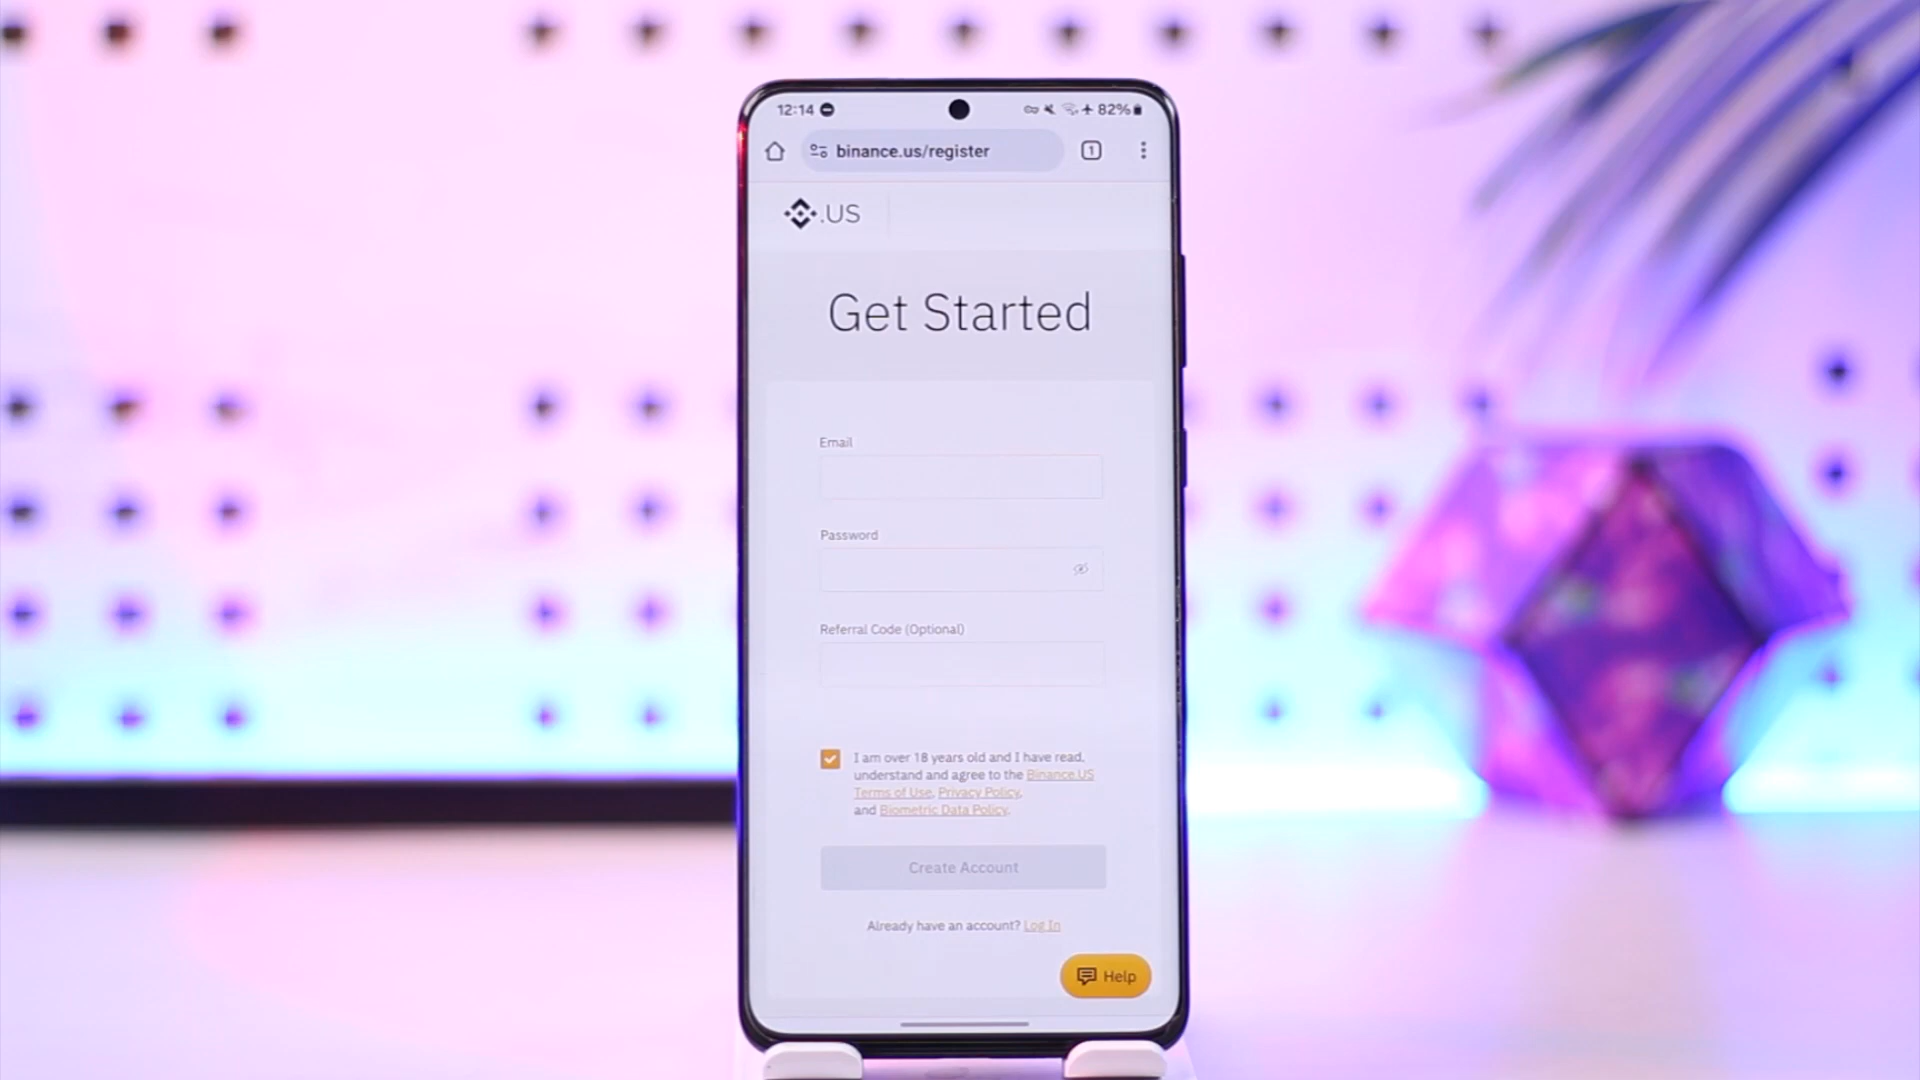 12:14
82%
binance.us/register
1
.US
Get Started
Email
Password
Referral Code (Optional)
I am over 18 years old and I have read,
understand and agree to the Binance.US
Terms of Use, Privacy Policy,
and Biometric Data Policy.
Create Account
Already have an account? Log In
Help